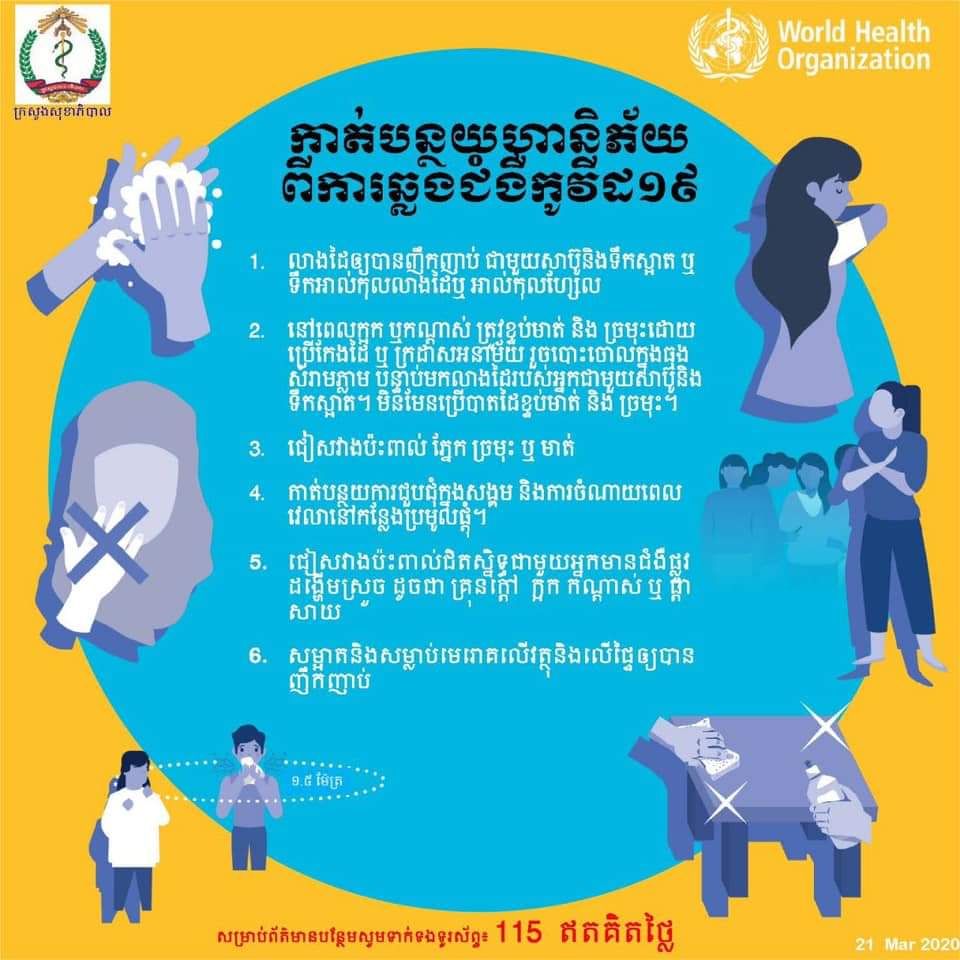 ក្រសួងសុខាភិបាល
World Health
Organization
កាត់បន្ថយហានិភ័យ
ពីការឆ្លងជំងឺកូវីដ១៩
1. លាងដៃឲ្យបានញឹកញាប់ ជាមួយសាប៊ូនិងទឹកស្អាត ឬ
ទឹកអាល់កុលលាងដៃឬ អាល់កុលហ្សែល
2. នៅពេលក្អក ឬកណ្តាស់ ត្រូវខ្ទប់មាត់ និង ច្រមុះដោយ
ប្រើកែងដៃ ឬ ក្រដាសអនាម័យ រួចបោះចោលក្នុងធុង
សំរាមភ្លាម បន្ទាប់មកលាងដៃរបស់អ្នកជាមួយសាប៊ូនិង
ទឹកស្អាត។ មិនមែនប្រើបាតដៃខ្ទប់មាត់ និង ច្រមុះ។
3. ជៀសវាងប៉ះពាល់ ភ្នែក ច្រមុះ ឬ មាត់
4. កាត់បន្ថយការជួបជុំក្នុងសង្គម និងការចំណាយពេល
វេលានៅកន្លែងប្រមូលផ្តុំ។
5. ជៀសវាងប៉ះពាល់ជិតស្និទ្ធជាមួយអ្នកមានជំងឺផ្លូវ
ដង្ហើមស្រួច ដូចជា គ្រុនក្តៅ ក្អក កណ្តាស់ ឬ ផ្តា
សាយ
6. សម្អាតនិងសម្លាប់មេរោគលើវត្ថុនិងលើផ្ទៃឲ្យបាន
ញឹកញាប់
១.៥ ម៉ែត្រ
សម្រាប់ព័ត៌មានបន្ថែមសូមទាក់ទងទូរស័ព្ទ៖ 115 ឥតគិតថ្លៃ
21 Mar 2020